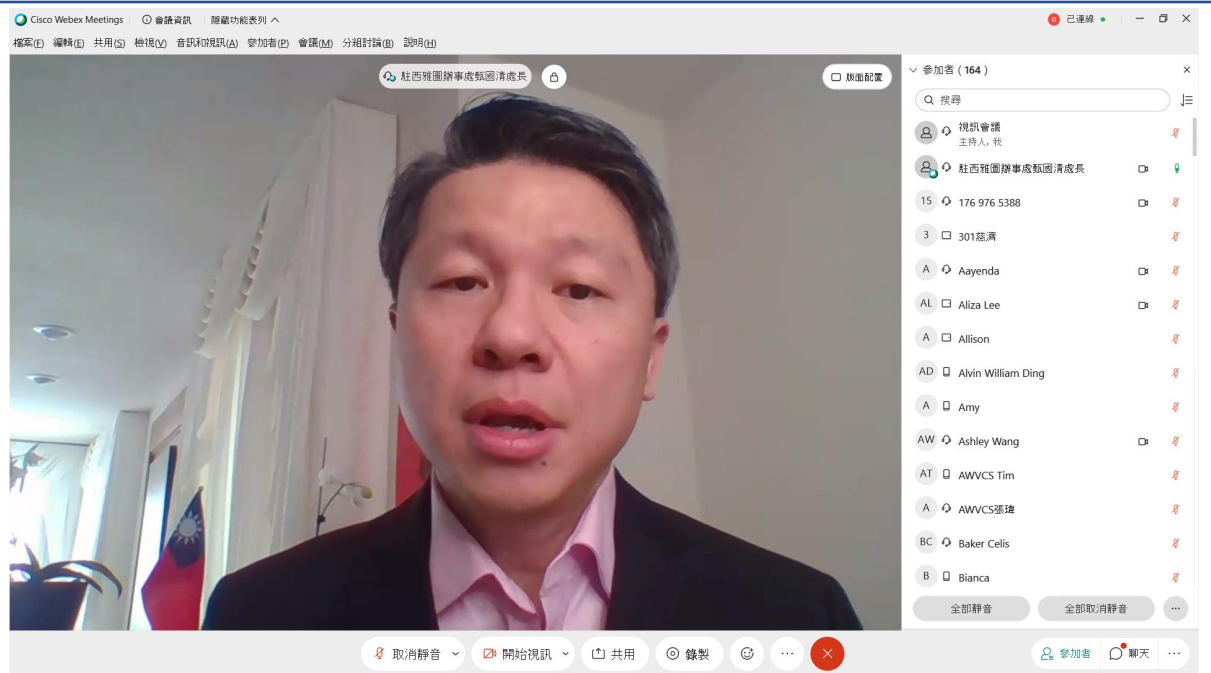 Cisco Webex Meetings 會議資訊 隱藏功能表列
已連線
檔案(F) 編輯(E) 共用(S) 檢視(V) 音訊和視訊(A) 參加者(P) 會議(M) 分組討論(B) 說明(H)
駐西雅圖辦事處甄國清處長
版面配置
參加者 ( 164 )
搜尋
視訊會議
主持人, 我
駐西雅圖辦事處甄國清處長
15 176 976 5388
3 301慈濟
A Aayenda
AL Aliza Lee
A Allison
AD Alvin William Ding
A Amy
AW Ashley Wang
AT AWVCS Tim
A AWVCS張瑋
BC Baker Celis
B Bianca
全部靜音 全部取消靜音 ...
取消靜音 開始視訊 共用 錄製 ...
參加者 聊天 ...